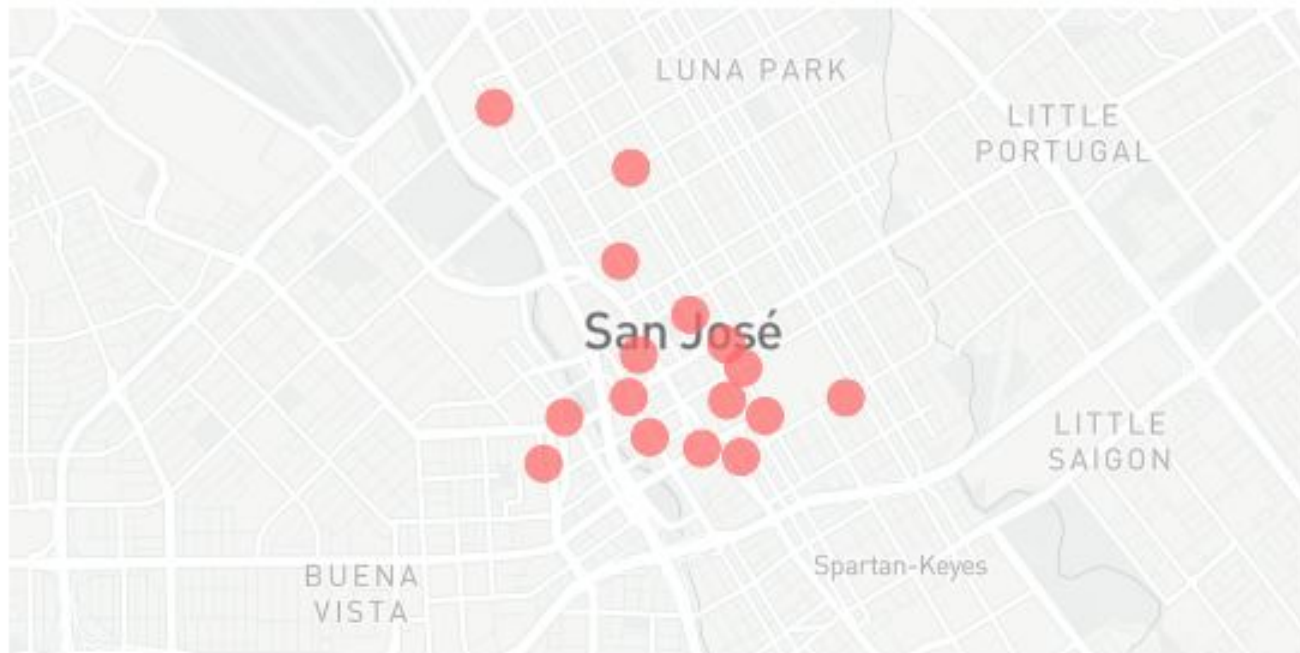 LUNA PARK
LITTLE
PORTUGAL
San José
LITTLE
SAIGON
Spartan-Keyes
BUENA
VISTA